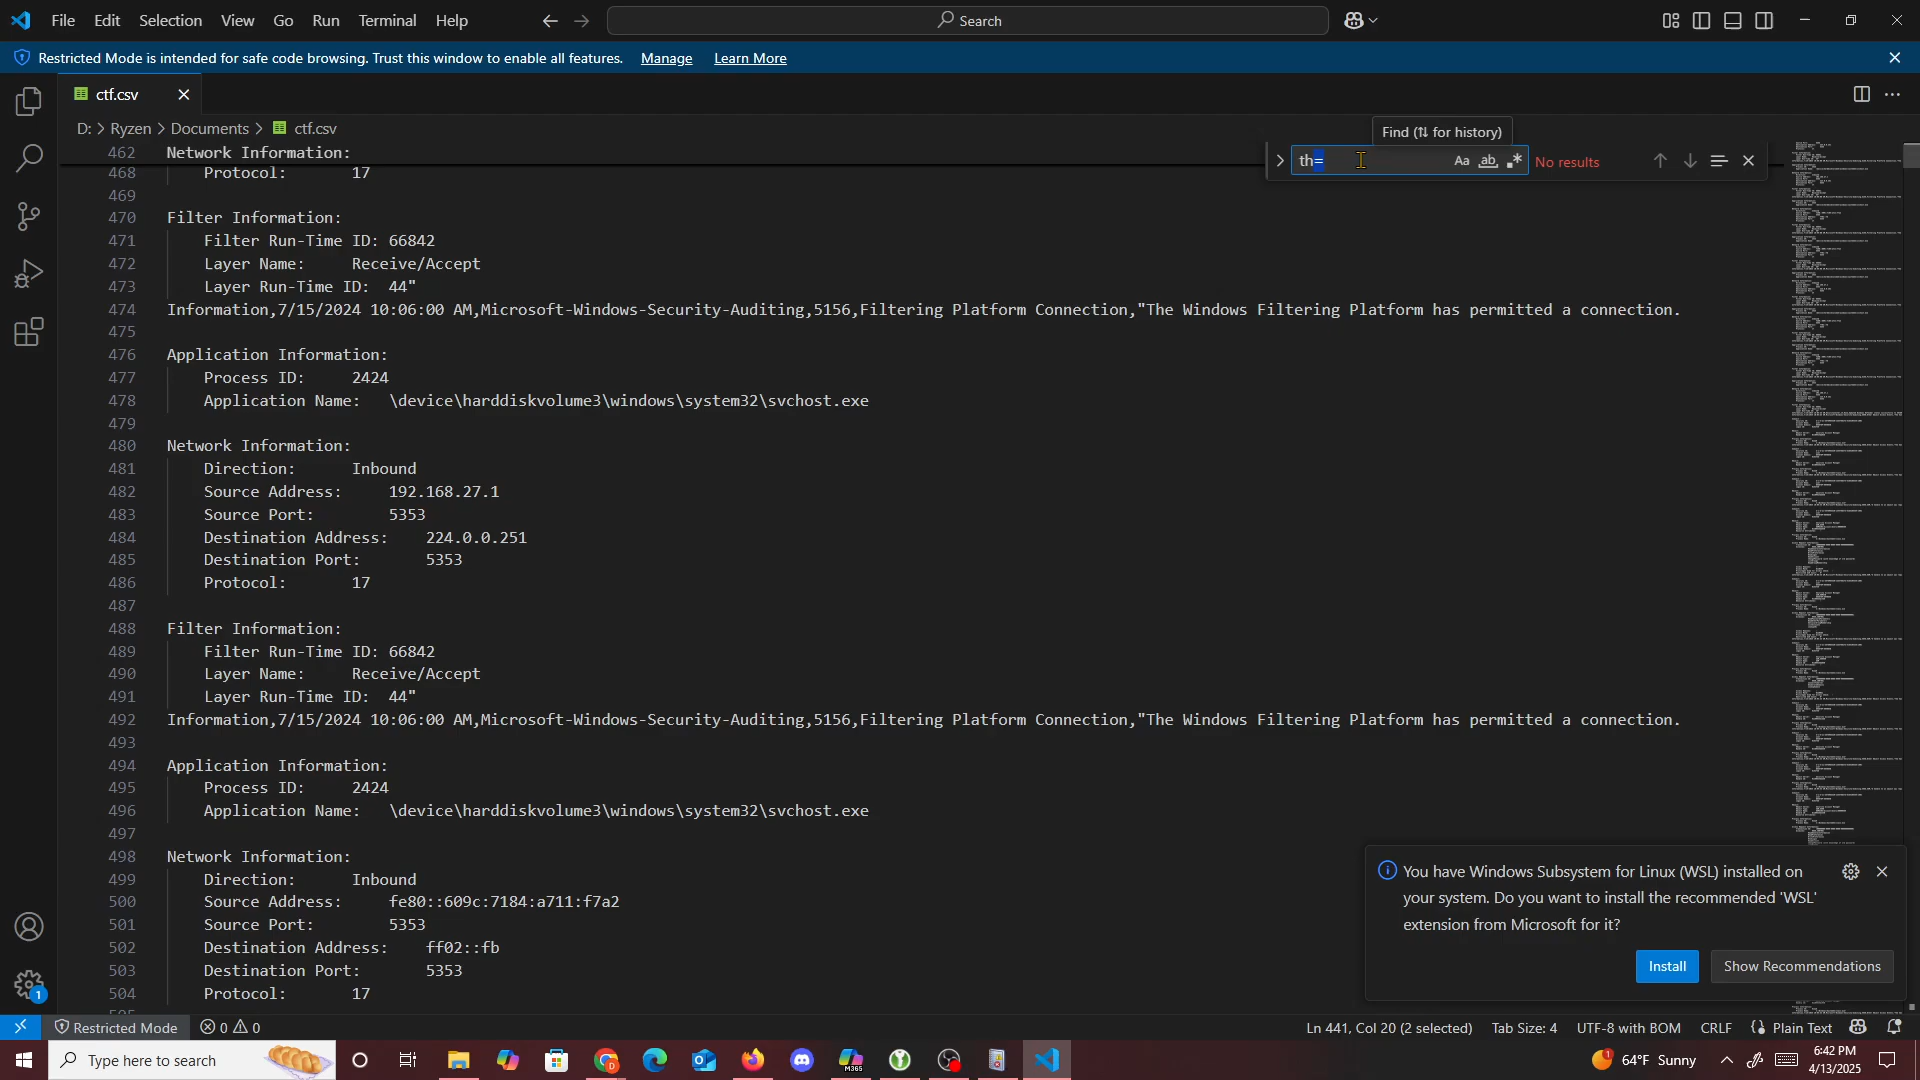 File Edit Selection View Go Run Terminal Help
Search
Restricted Mode is intended for safe code browsing. Trust this window to enable all features. Manage Learn More
ctf.csv
D: > Ryzen > Documents > ctf.csv
Find (⇅ for history)
th=
Aa ab No results
462 Network Information:
468 Protocol: 17
469
470 Filter Information:
471 Filter Run-Time ID: 66842
472 Layer Name: Receive/Accept
473 Layer Run-Time ID: 44"
474 Information,7/15/2024 10:06:00 AM,Microsoft-Windows-Security-Auditing,5156,Filtering Platform Connection,"The Windows Filtering Platform has permitted a connection.
475
476 Application Information:
477 Process ID: 2424
478 Application Name: \device\harddiskvolume3\windows\system32\svchost.exe
479
480 Network Information:
481 Direction: Inbound
482 Source Address: 192.168.27.1
483 Source Port: 5353
484 Destination Address: 224.0.0.251
485 Destination Port: 5353
486 Protocol: 17
487
488 Filter Information:
489 Filter Run-Time ID: 66842
490 Layer Name: Receive/Accept
491 Layer Run-Time ID: 44"
492 Information,7/15/2024 10:06:00 AM,Microsoft-Windows-Security-Auditing,5156,Filtering Platform Connection,"The Windows Filtering Platform has permitted a connection.
493
494 Application Information:
495 Process ID: 2424
496 Application Name: \device\harddiskvolume3\windows\system32\svchost.exe
497
498 Network Information:
499 Direction: Inbound
500 Source Address: fe80::609c:7184:a711:f7a2
501 Source Port: 5353
502 Destination Address: ff02::fb
503 Destination Port: 5353
504 Protocol: 17
You have Windows Subsystem for Linux (WSL) installed on
your system. Do you want to install the recommended 'WSL'
extension from Microsoft for it?
Install Show Recommendations
1
Restricted Mode 0 0 Ln 441, Col 20 (2 selected) Tab Size: 4 UTF-8 with BOM CRLF Plain Text
Type here to search
M365
1 64°F Sunny
6:42 PM
4/13/2025